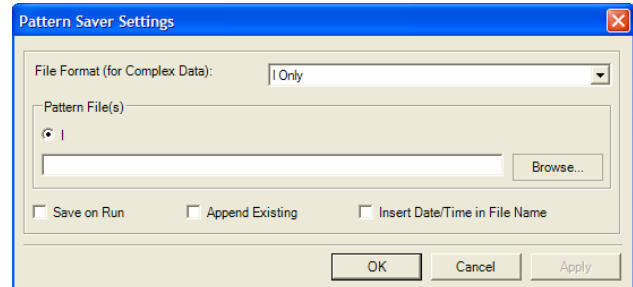 Pattern Saver Settings
File Format (for Complex Data): I Only
Pattern File(s)
I
Browse...
Save on Run Append Existing Insert Date/Time in File Name
OK Cancel Apply